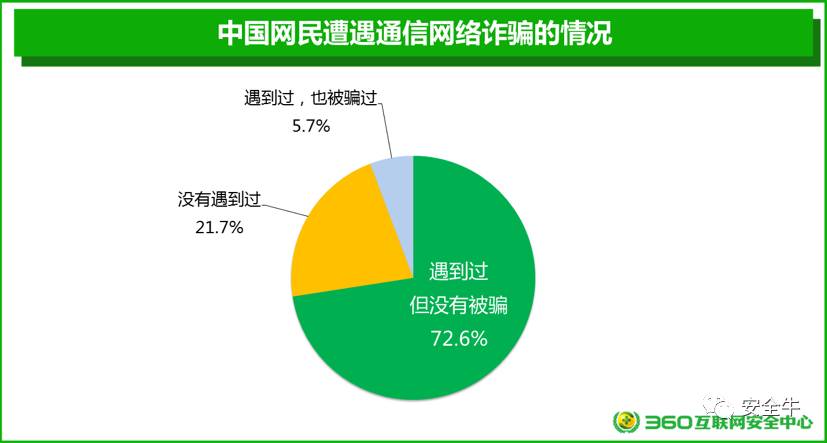 中国网民遭遇通信网络诈骗的情况
遇到过，也被骗过
5.7%
没有遇到过
21.7%
遇到过
但没有被骗
72.6%
安全牛
360互联网安全中心